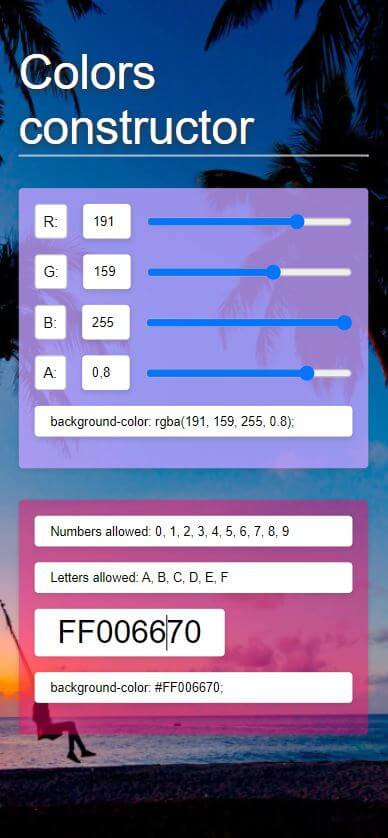 Colors
constructor
R: 191
G: 159
B: 255
A: 0,8
background-color: rgba(191, 159, 255, 0.8);
Numbers allowed: 0, 1, 2, 3, 4, 5, 6, 7, 8, 9
Letters allowed: A, B, C, D, E, F
FF006670
background-color: #FF006670;